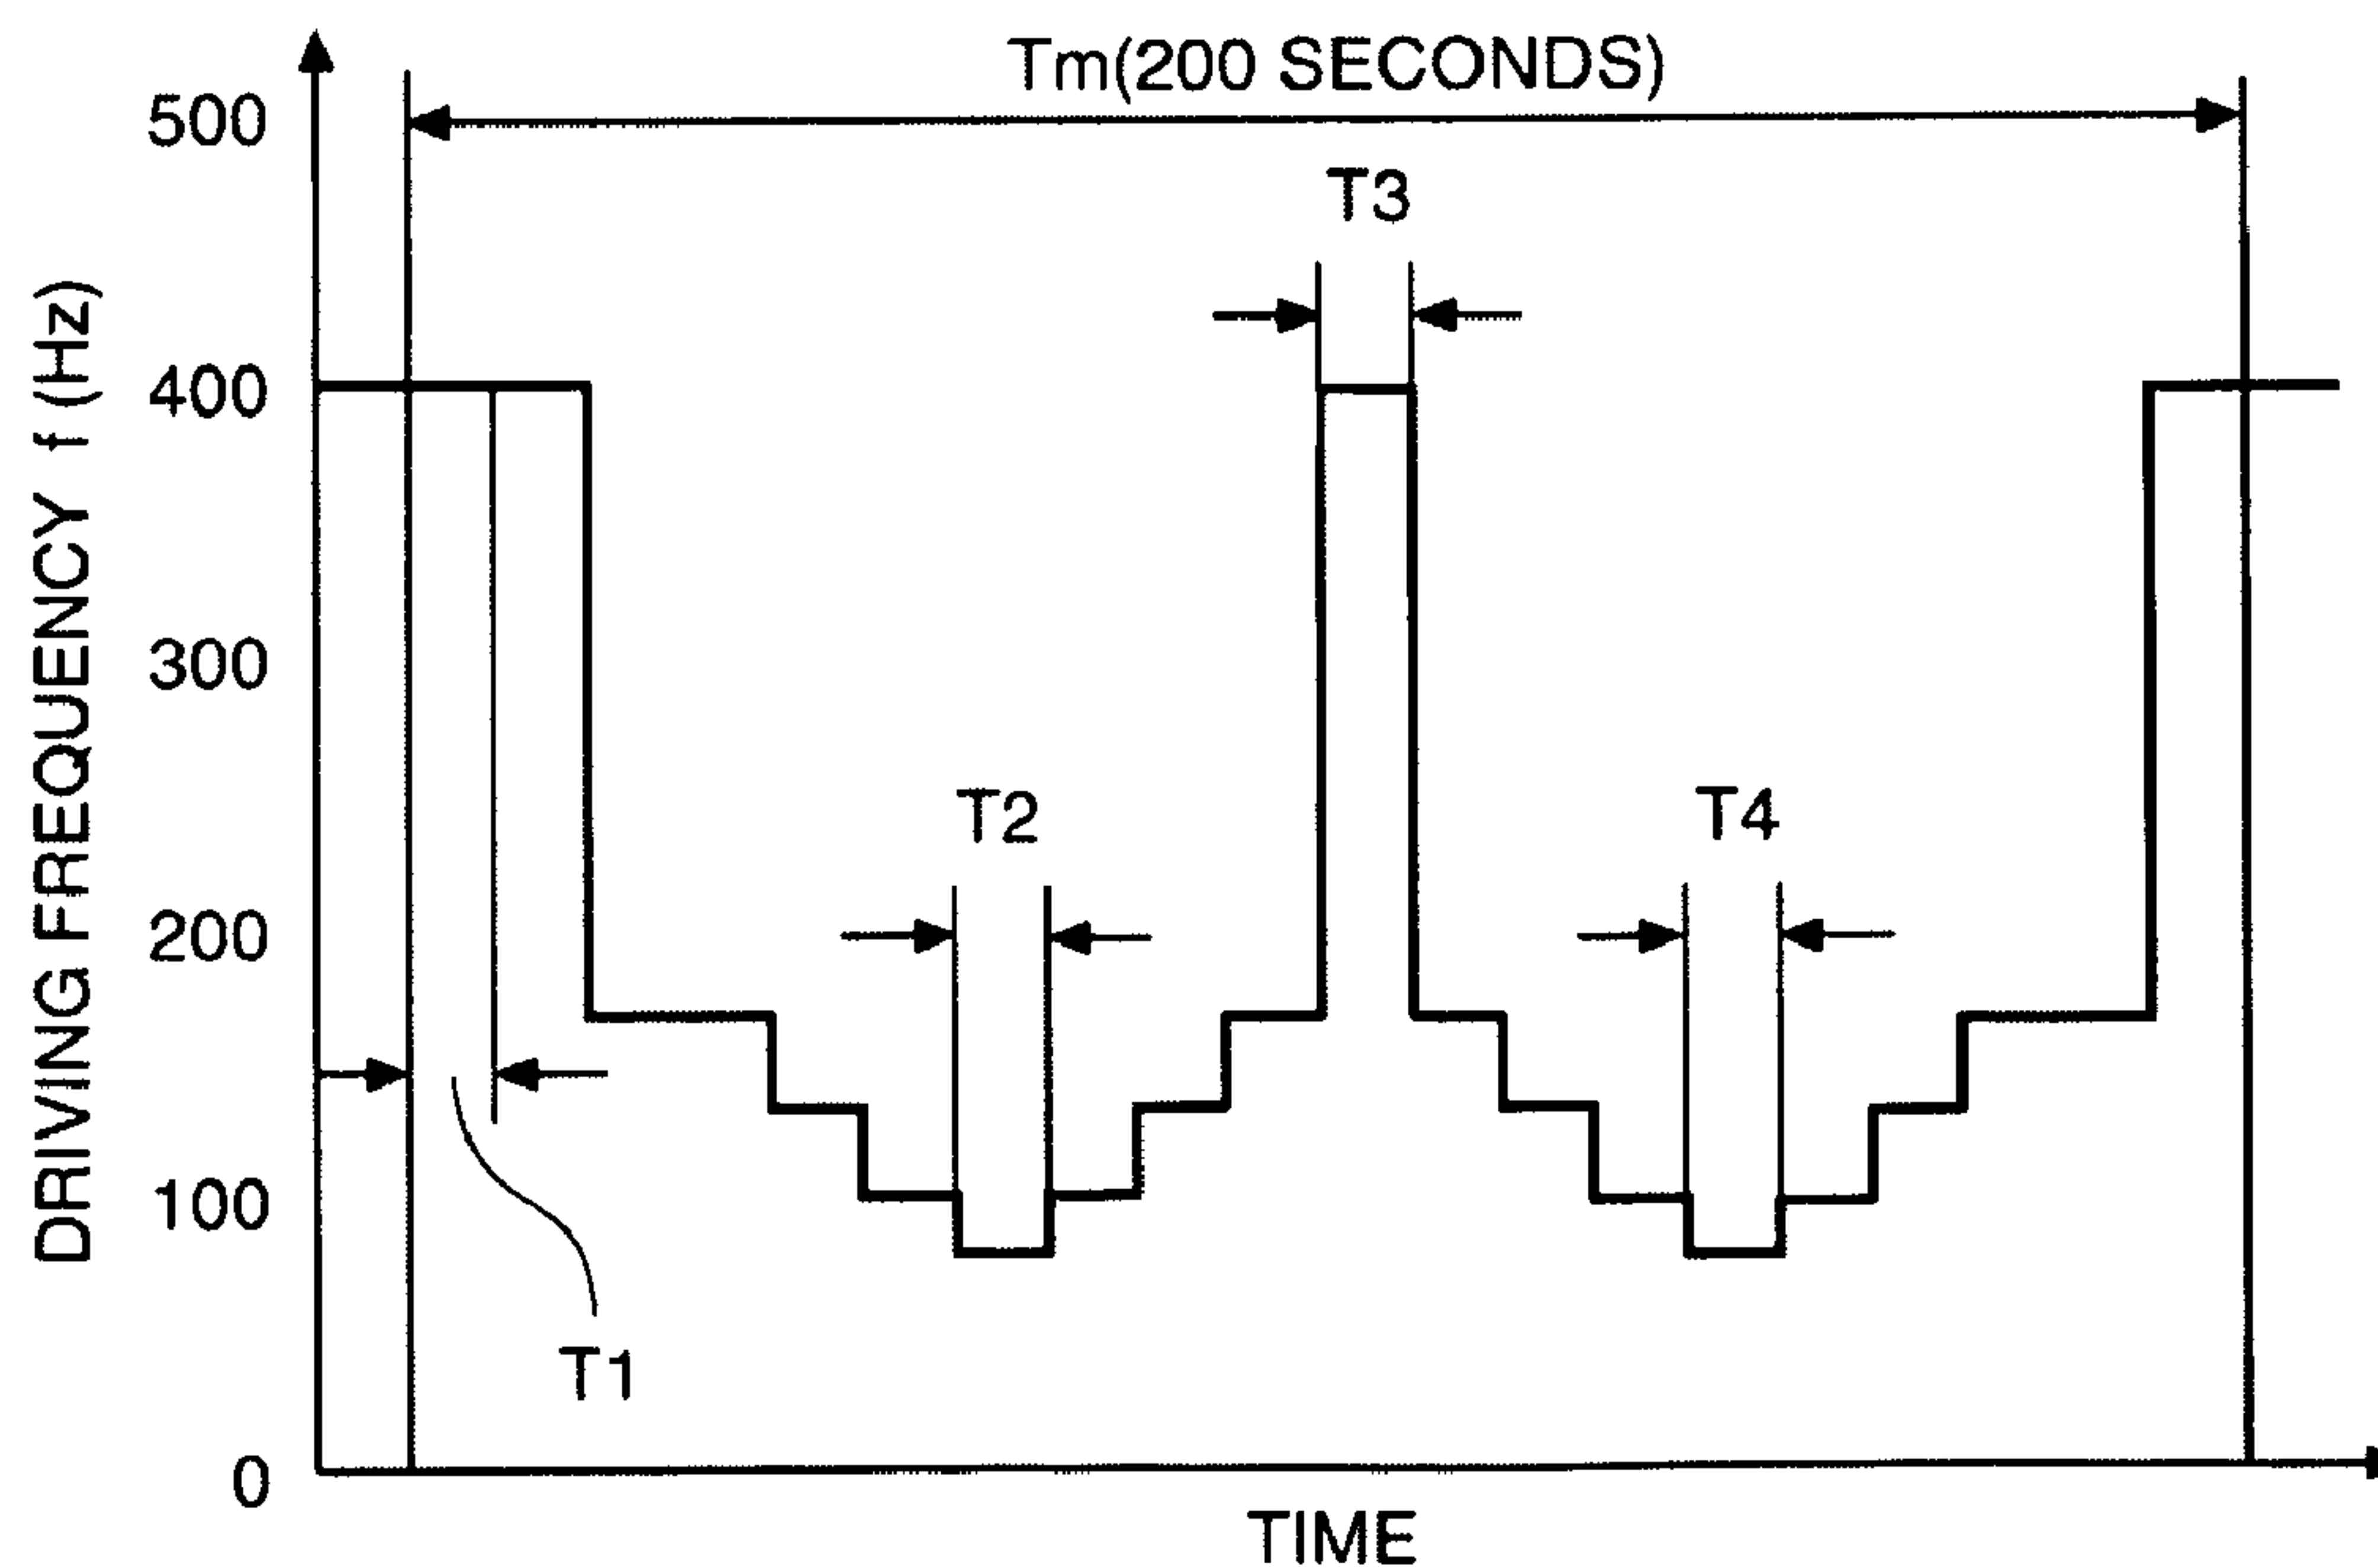 Tm(200 SECONDS)
500
T3
400
DRIVING FREQUENCY f (Hz)
300
T2
T4
200
100
T1
0
TIME